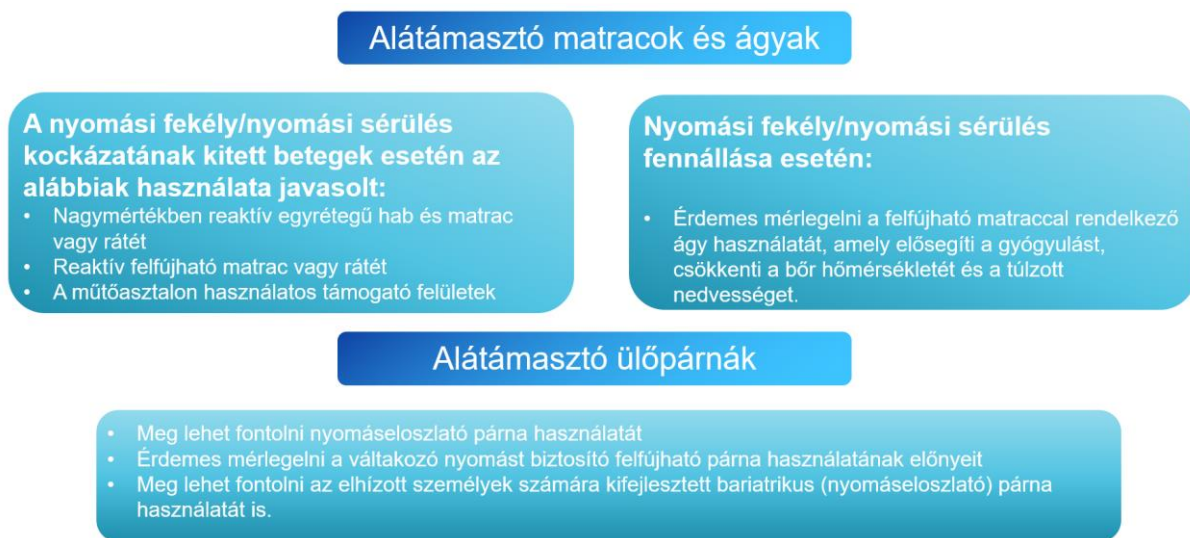 Alátámasztó matracok és ágyak
A nyomási fekély/nyomási sérülés
kockázatának kitett betegek esetén az
alábbiak használata javasolt:
• Nagymértékben reaktív egyrétegű hab és matrac
vagy rátét
• Reaktív felfújható matrac vagy rátét
• A műtőasztalon használatos támogató felületek
Nyomási fekély/nyomási sérülés
fennállása esetén:
• Érdemes mérlegelni a felfújható matraccal rendelkező
ágy használatát, amely elősegíti a gyógyulást,
csökkenti a bőr hőmérsékletét és a túlzott
nedvességet.
Alátámasztó ülőpárnák
• Meg lehet fontolni nyomáseloszlató párna használatát
• Érdemes mérlegelni a váltakozó nyomást biztosító felfújható párna használatának előnyeit
• Meg lehet fontolni az elhízott személyek számára kifejlesztett bariatrikus (nyomáseloszlató) párna
használatát is.